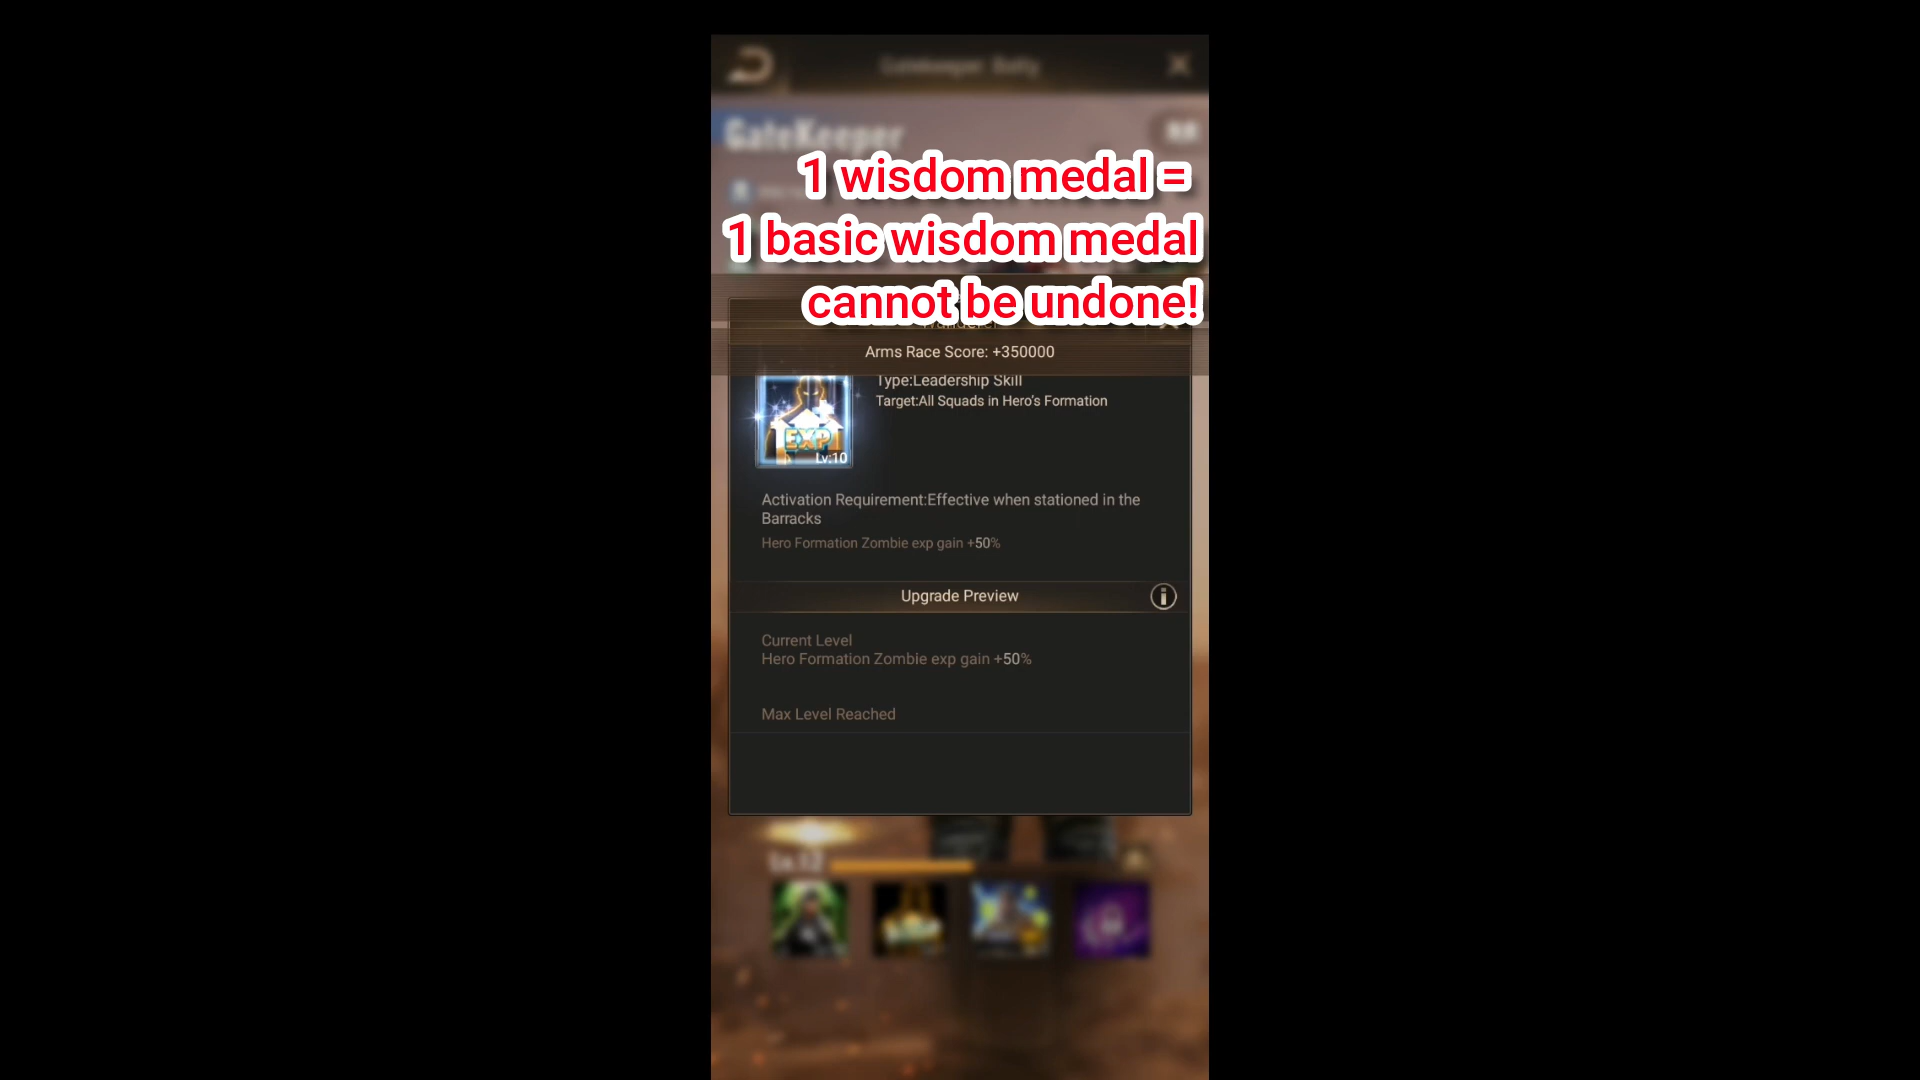 GateKeeper
1 wisdom medal =
1 basic wisdom medal
cannot be undone!
Arms Race Score: +350000
Type:Leadership Skill
Target:All Squads in Hero's Formation
EXP
Lv.10
Activation Requirement:Effective when stationed in the
Barracks
Hero Formation Zombie exp gain +50%
Upgrade Preview
Current Level
Hero Formation Zombie exp gain +50%
Max Level Reached